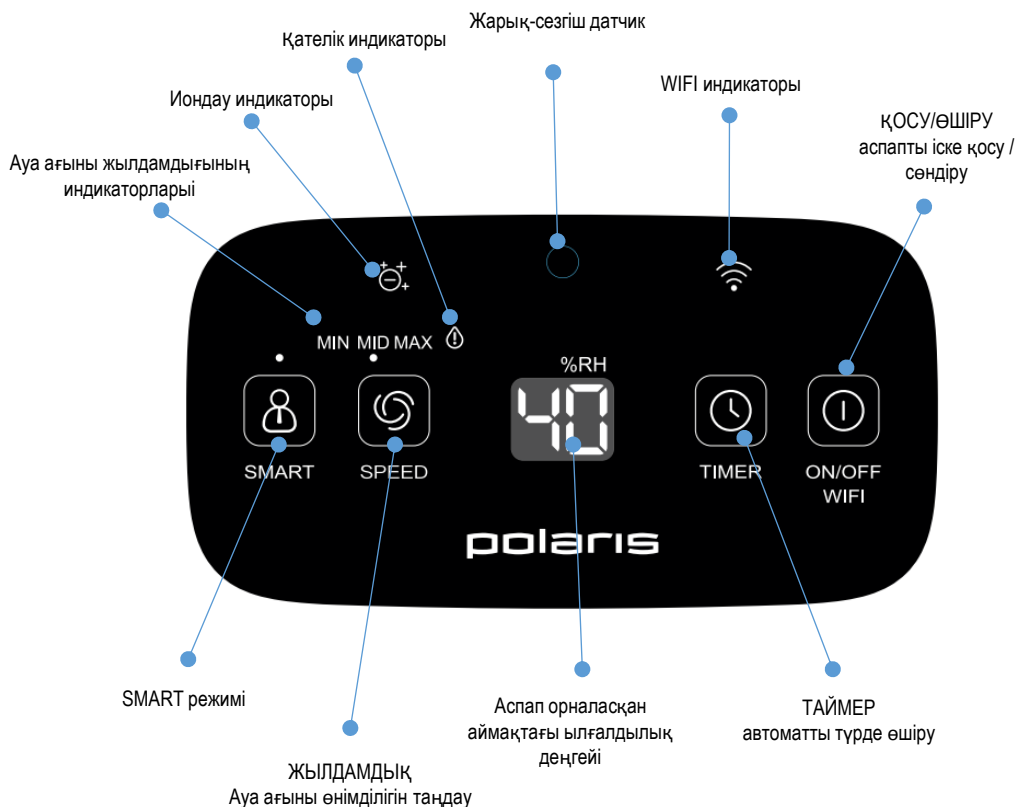 Жарық-сезгіш датчик
Қателік индикаторы
WIFI индикаторы
Иондау индикаторы
ҚОСУ/ӨШІРУ
аспапты іске қосу /
сөндіру
Ауа ағыны жылдамдығының
индикаторларыі
MIN MID MAX
%RH
40
SMART
SPEED
TIMER
ON/OFF
WIFI
polaris
SMART режимі
Аспап орналасқан
аймақтағы ылғалдылық
деңгейі
ТАЙМЕР
автоматты түрде өшіру
ЖЫЛДАМДЫҚ
Ауа ағыны өнімділігін таңдау